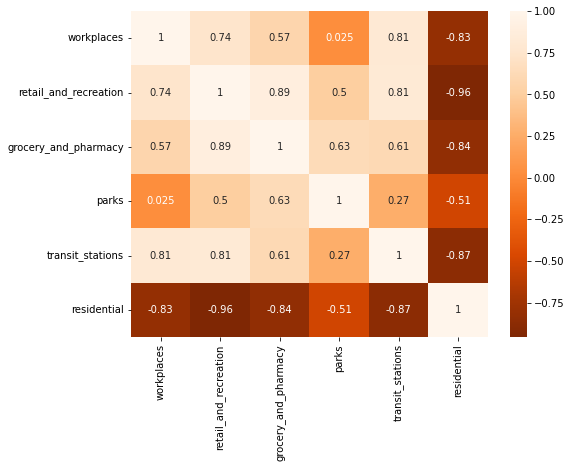 workplaces 1 0.74 0.57 0.025 0.81 -0.83
retail_and_recreation 0.74 1 0.89 0.5 0.81 -0.96
grocery_and_pharmacy 0.57 0.89 1 0.63 0.61 -0.84
parks 0.025 0.5 0.63 1 0.27 -0.51
transit_stations 0.81 0.81 0.61 0.27 1 -0.87
residential -0.83 -0.96 -0.84 -0.51 -0.87 1
workplaces
retail_and_recreation
grocery_and_pharmacy
parks
transit_stations
residential
1.00
0.75
0.50
0.25
0.00
-0.25
-0.50
-0.75